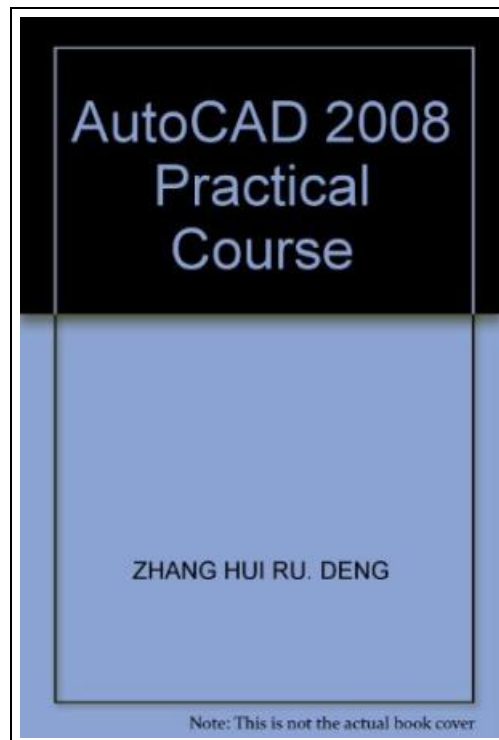 AutoCAD 2008
Practical
Course
ZHANG HUI RU. DENG
Note: This is not the actual book cover